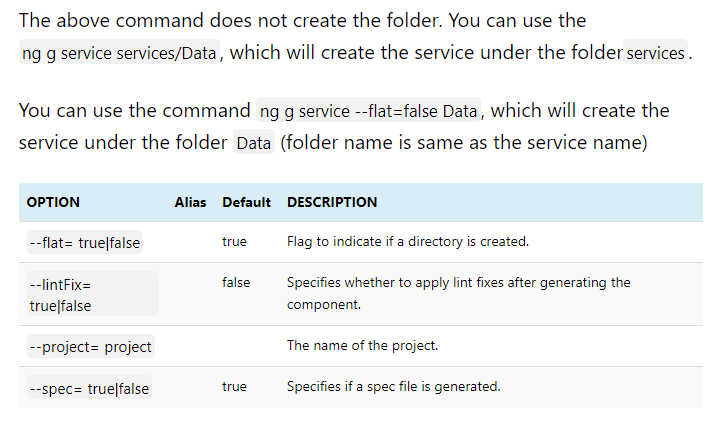 The above command does not create the folder. You can use the
ng g service services/Data, which will create the service under the folder services.
You can use the command ng g service --flat=false Data, which will create the
service under the folder Data (folder name is same as the service name)
OPTION Alias Default DESCRIPTION
--flat= true|false true Flag to indicate if a directory is created.
--lintFix= false Specifies whether to apply lint fixes after generating the
true|false component.
--project= project The name of the project.
--spec= true|false true Specifies if a spec file is generated.